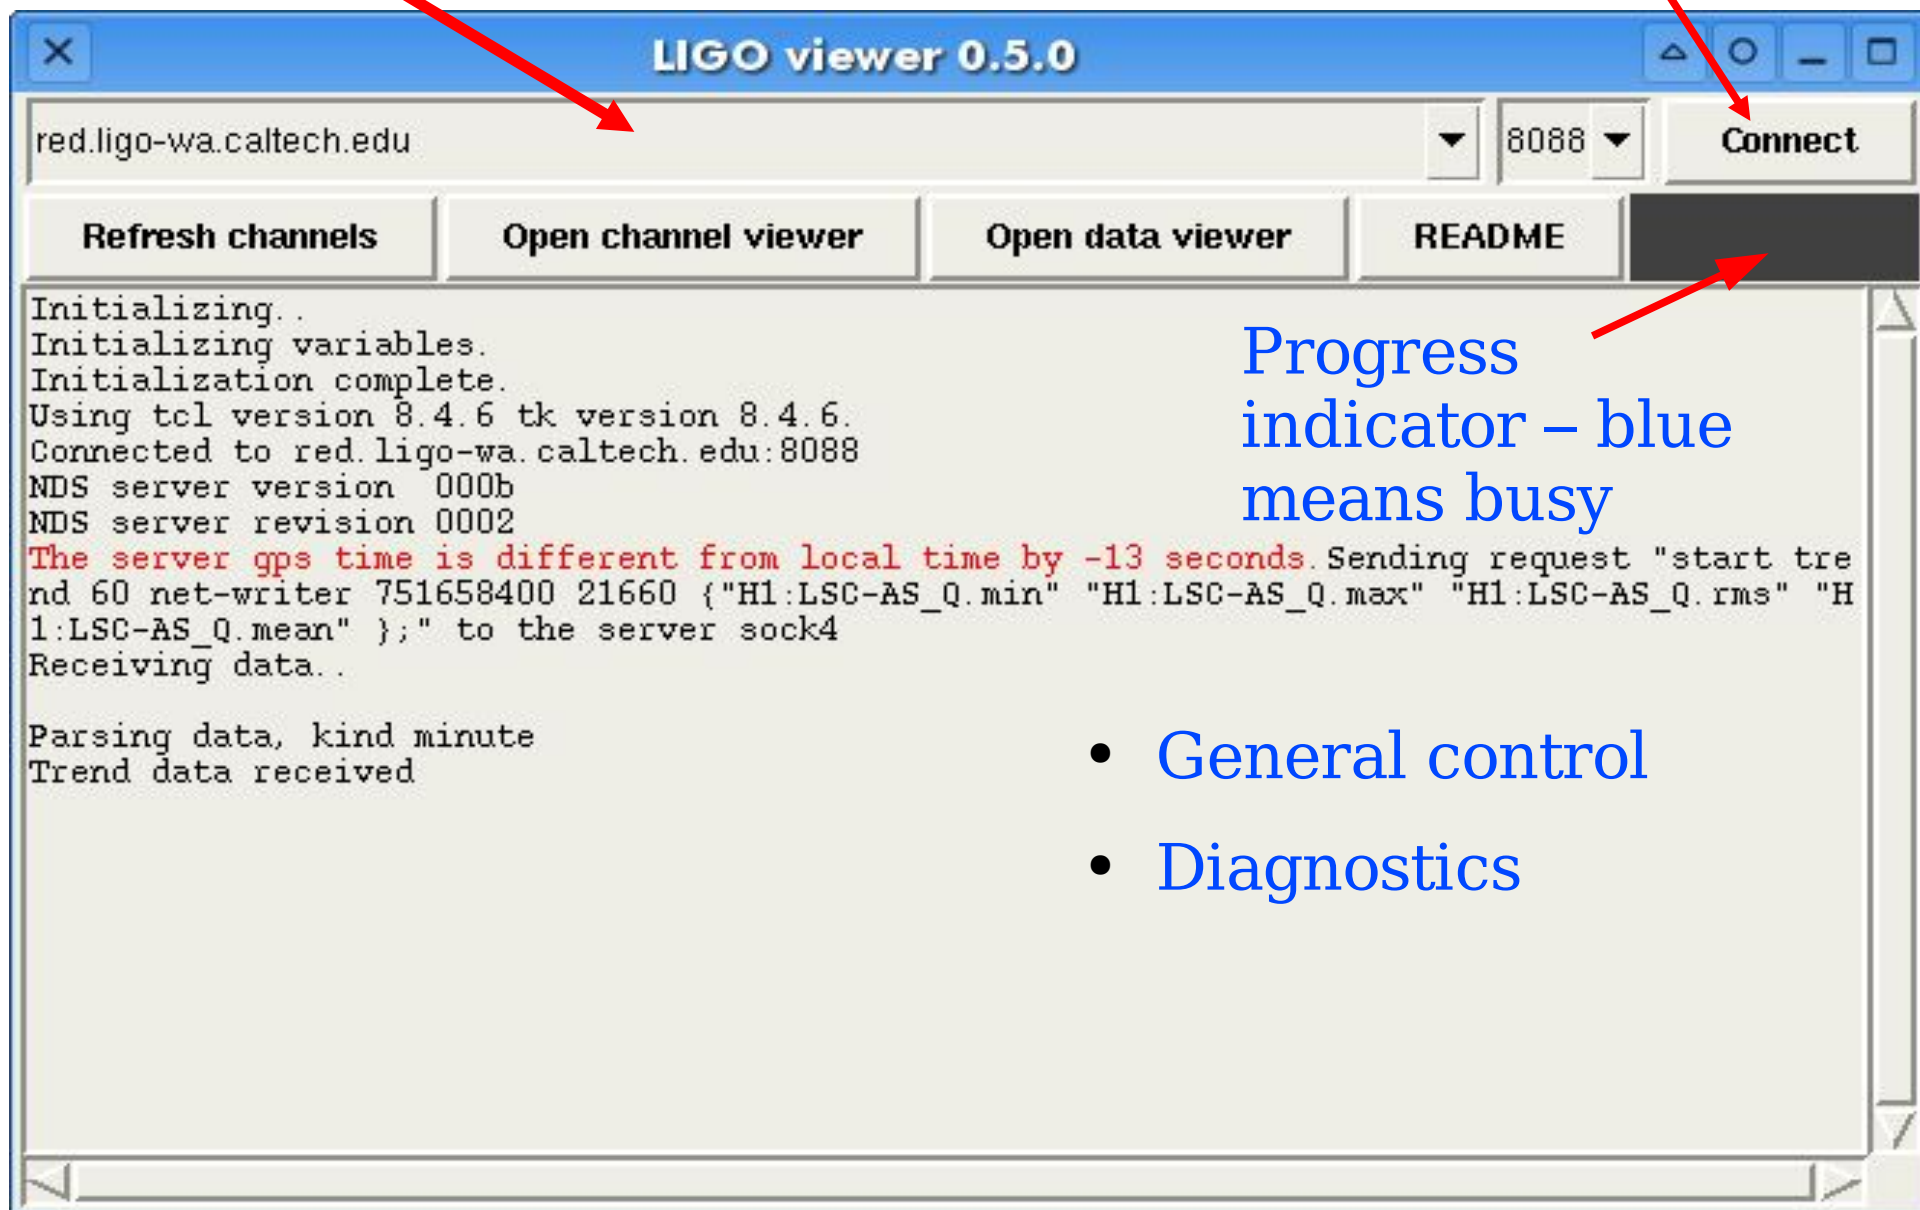 LIGO viewer 0.5.0
red.ligo-wa.caltech.edu 8088 Connect
Refresh channels Open channel viewer Open data viewer README
Initializing..
Initializing variables.
Initialization complete.
Using tcl version 8.4.6 tk version 8.4.6.
Connected to red.ligo-wa.caltech.edu:8088
NDS server version  000b
NDS server revision 0002
The server gps time is different from local time by -13 seconds.Sending request "start tre
nd 60 net-writer 751658400 21660 {"H1:LSC-AS_Q.min" "H1:LSC-AS_Q.max" "H1:LSC-AS_Q.rms" "H
1:LSC-AS_Q.mean" };" to the server sock4
Receiving data..
Parsing data, kind minute
Trend data received
Progress
indicator – blue
means busy
• General control
• Diagnostics